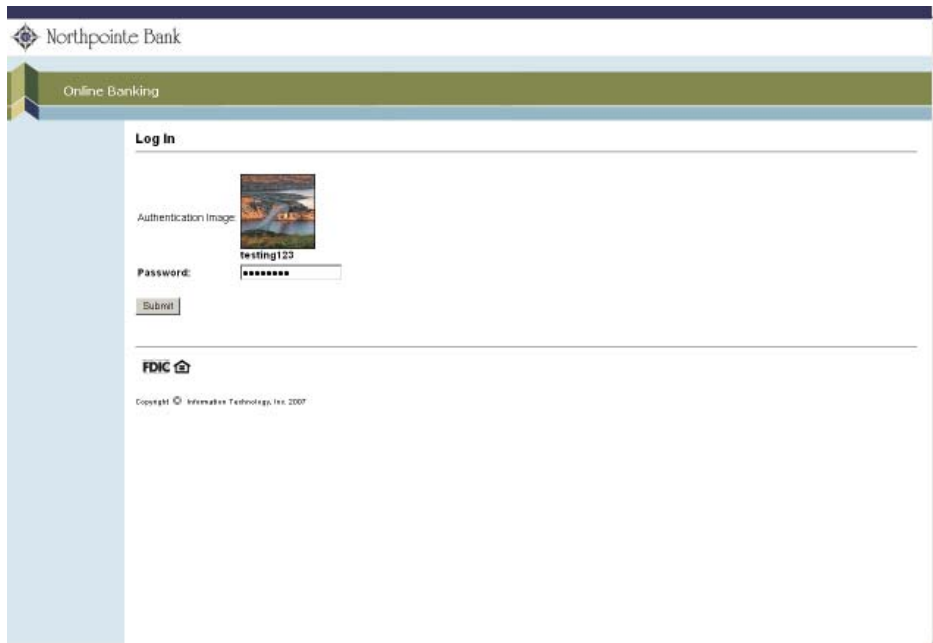 Northpointe Bank
Online Banking
Log In
Authentication Image:
testing123
Password:
Submit
FDIC
Copyright © Information Technology, Inc. 2007